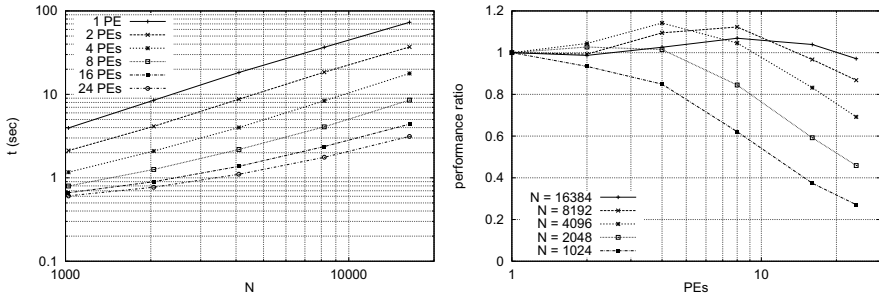 100
10
1
0.1
t (sec)
1 PE
2 PEs
4 PEs
8 PEs
16 PEs
24 PEs
1000
10000
N
1.2
1
0.8
0.6
0.4
0.2
0
performance ratio
N = 16384
N = 8192
N = 4096
N = 2048
N = 1024
1
10
PEs